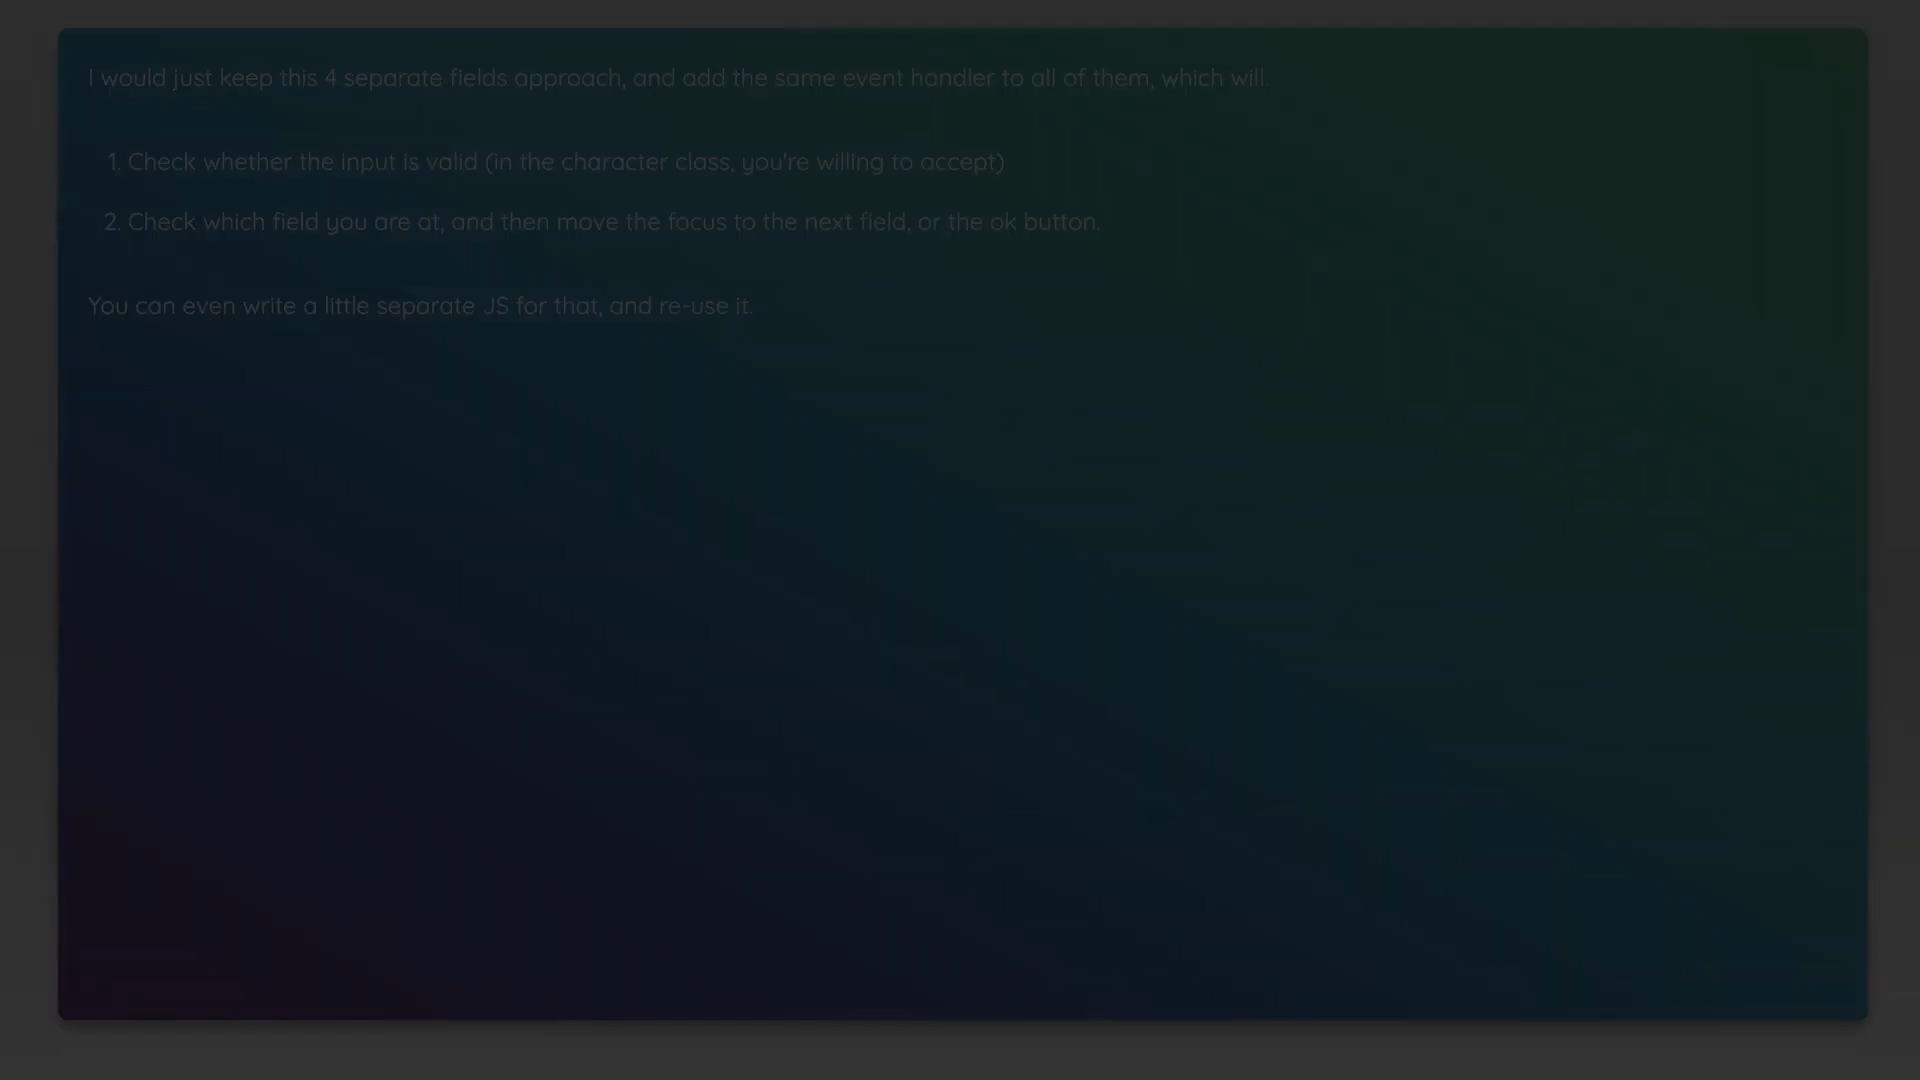 I would just keep this 4 separate fields approach, and add the same event handler to all of them, which will:
1. Check whether the input is valid (in the character class, you're willing to accept)
2. Check which field you are at, and then move the focus to the next field, or the ok button.
You can even write a little separate JS for that, and re-use it.